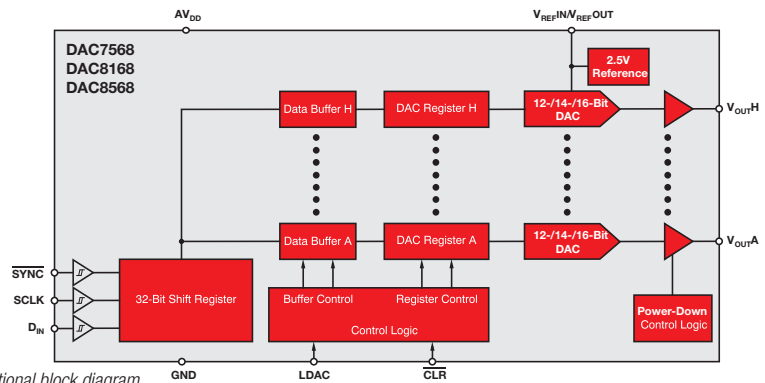 AVDD
VREFIN/VREFOUT
DAC7568
DAC8168
DAC8568
2.5V
Reference
Data Buffer H
DAC Register H
12-/14-/16-Bit
DAC
VOUTH
Data Buffer A
DAC Register A
12-/14-/16-Bit
DAC
VOUTA
SYNC
SCLK
DIN
32-Bit Shift Register
Buffer Control
Register Control
Control Logic
Power-Down
Control Logic
GND
LDAC
CLR
block diagram